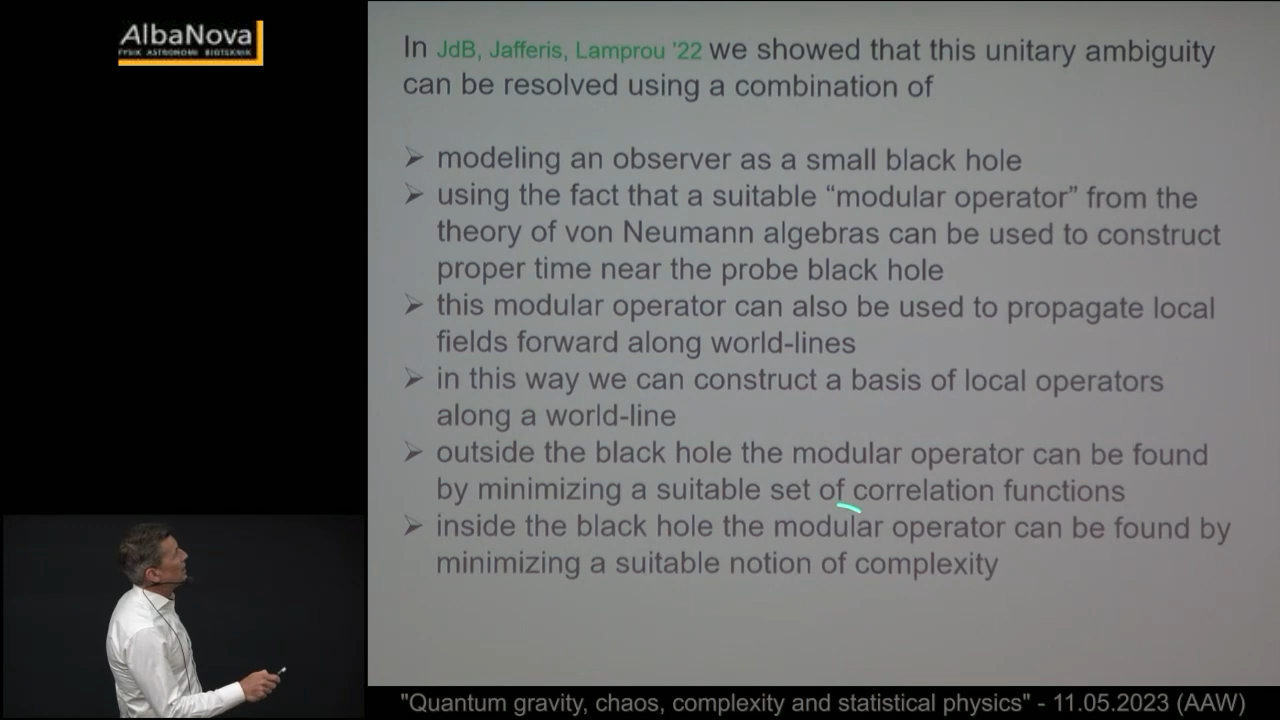 AlbaNova
FYSIK ASTRONOMI BIOTEKNIK
In JdB, Jafferis, Lamprou '22 we showed that this unitary ambiguity
can be resolved using a combination of
➢ modeling an observer as a small black hole
➢ using the fact that a suitable “modular operator” from the
theory of von Neumann algebras can be used to construct
proper time near the probe black hole
➢ this modular operator can also be used to propagate local
fields forward along world-lines
➢ in this way we can construct a basis of local operators
along a world-line
➢ outside the black hole the modular operator can be found
by minimizing a suitable set of correlation functions
➢ inside the black hole the modular operator can be found by
minimizing a suitable notion of complexity
"Quantum gravity, chaos, complexity and statistical physics" - 11.05.2023 (AAW)